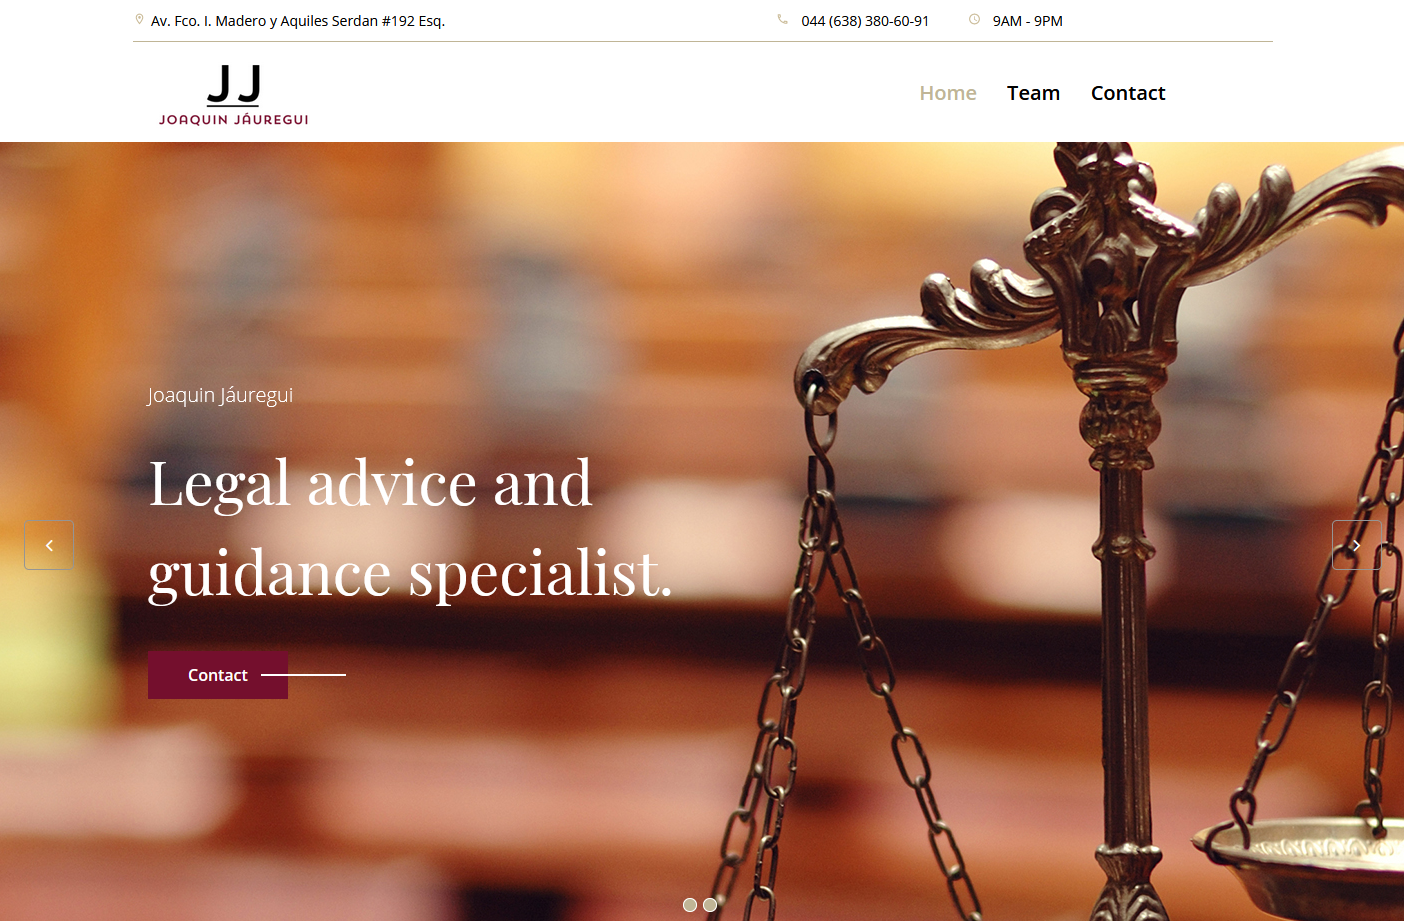 Av. Fco. I. Madero y Aquiles Serdan #192 Esq.
044 (638) 380-60-91
9AM - 9PM
JJ
JOAQUIN JÁUREGUI
Home
Team
Contact
Joaquin Jáuregui
Legal advice and
guidance specialist.
Contact